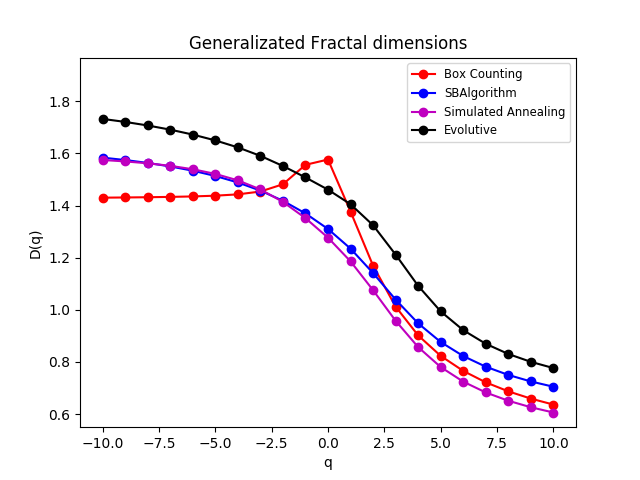 Generalizated Fractal dimensions
Box Counting
SBAlgorithm
Simulated Annealing
Evolutive
D(q)
1.8
1.6
1.4
1.2
1.0
0.8
0.6
−10.0 −7.5 −5.0 −2.5 0.0 2.5 5.0 7.5 10.0
q